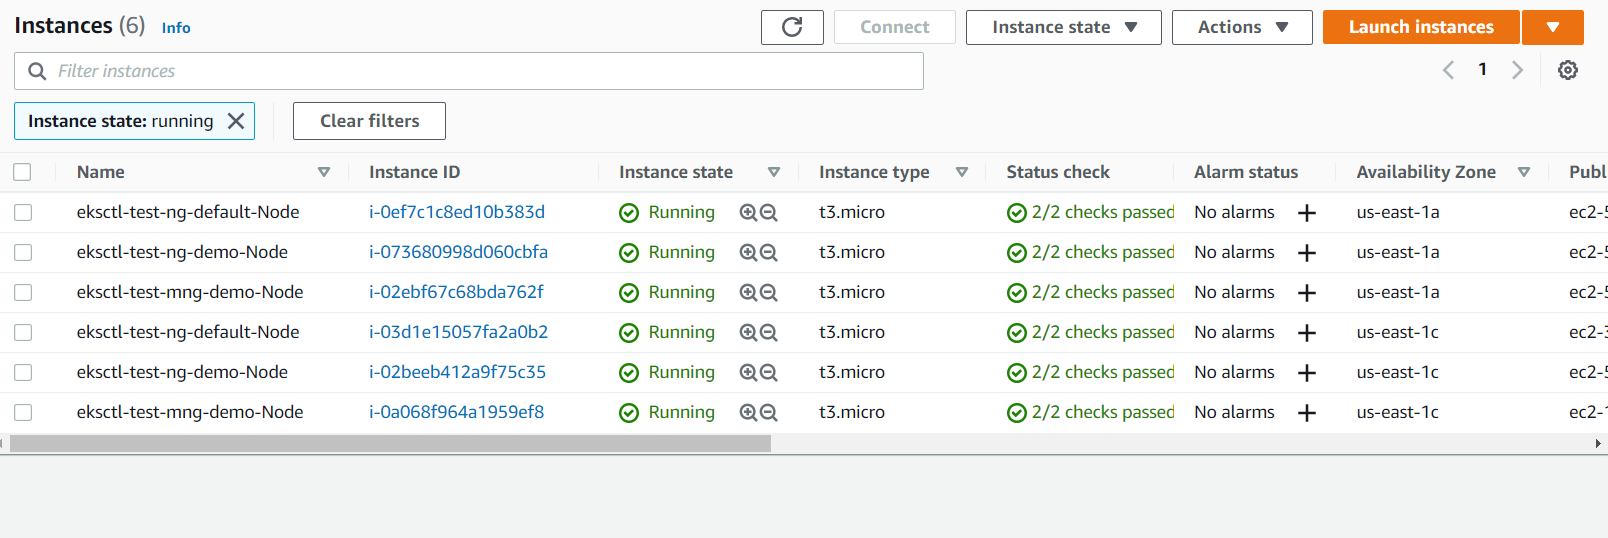 Instances (6) Info Connect Instance state Actions Launch instances
Filter instances 1
Instance state: running Clear filters
Name Instance ID Instance state Instance type Status check Alarm status Availability Zone Publ
eksctl-test-ng-default-Node i-0ef7c1c8ed10b383d Running t3.micro 2/2 checks passed No alarms us-east-1a ec2-5
eksctl-test-ng-demo-Node i-073680998d060cbfa Running t3.micro 2/2 checks passed No alarms us-east-1a ec2-5
eksctl-test-mng-demo-Node i-02ebf67c68bda762f Running t3.micro 2/2 checks passed No alarms us-east-1a ec2-5
eksctl-test-ng-default-Node i-03d1e15057fa2a0b2 Running t3.micro 2/2 checks passed No alarms us-east-1c ec2-3
eksctl-test-ng-demo-Node i-02beeb412a9f75c35 Running t3.micro 2/2 checks passed No alarms us-east-1c ec2-5
eksctl-test-mng-demo-Node i-0a068f964a1959ef8 Running t3.micro 2/2 checks passed No alarms us-east-1c ec2-1